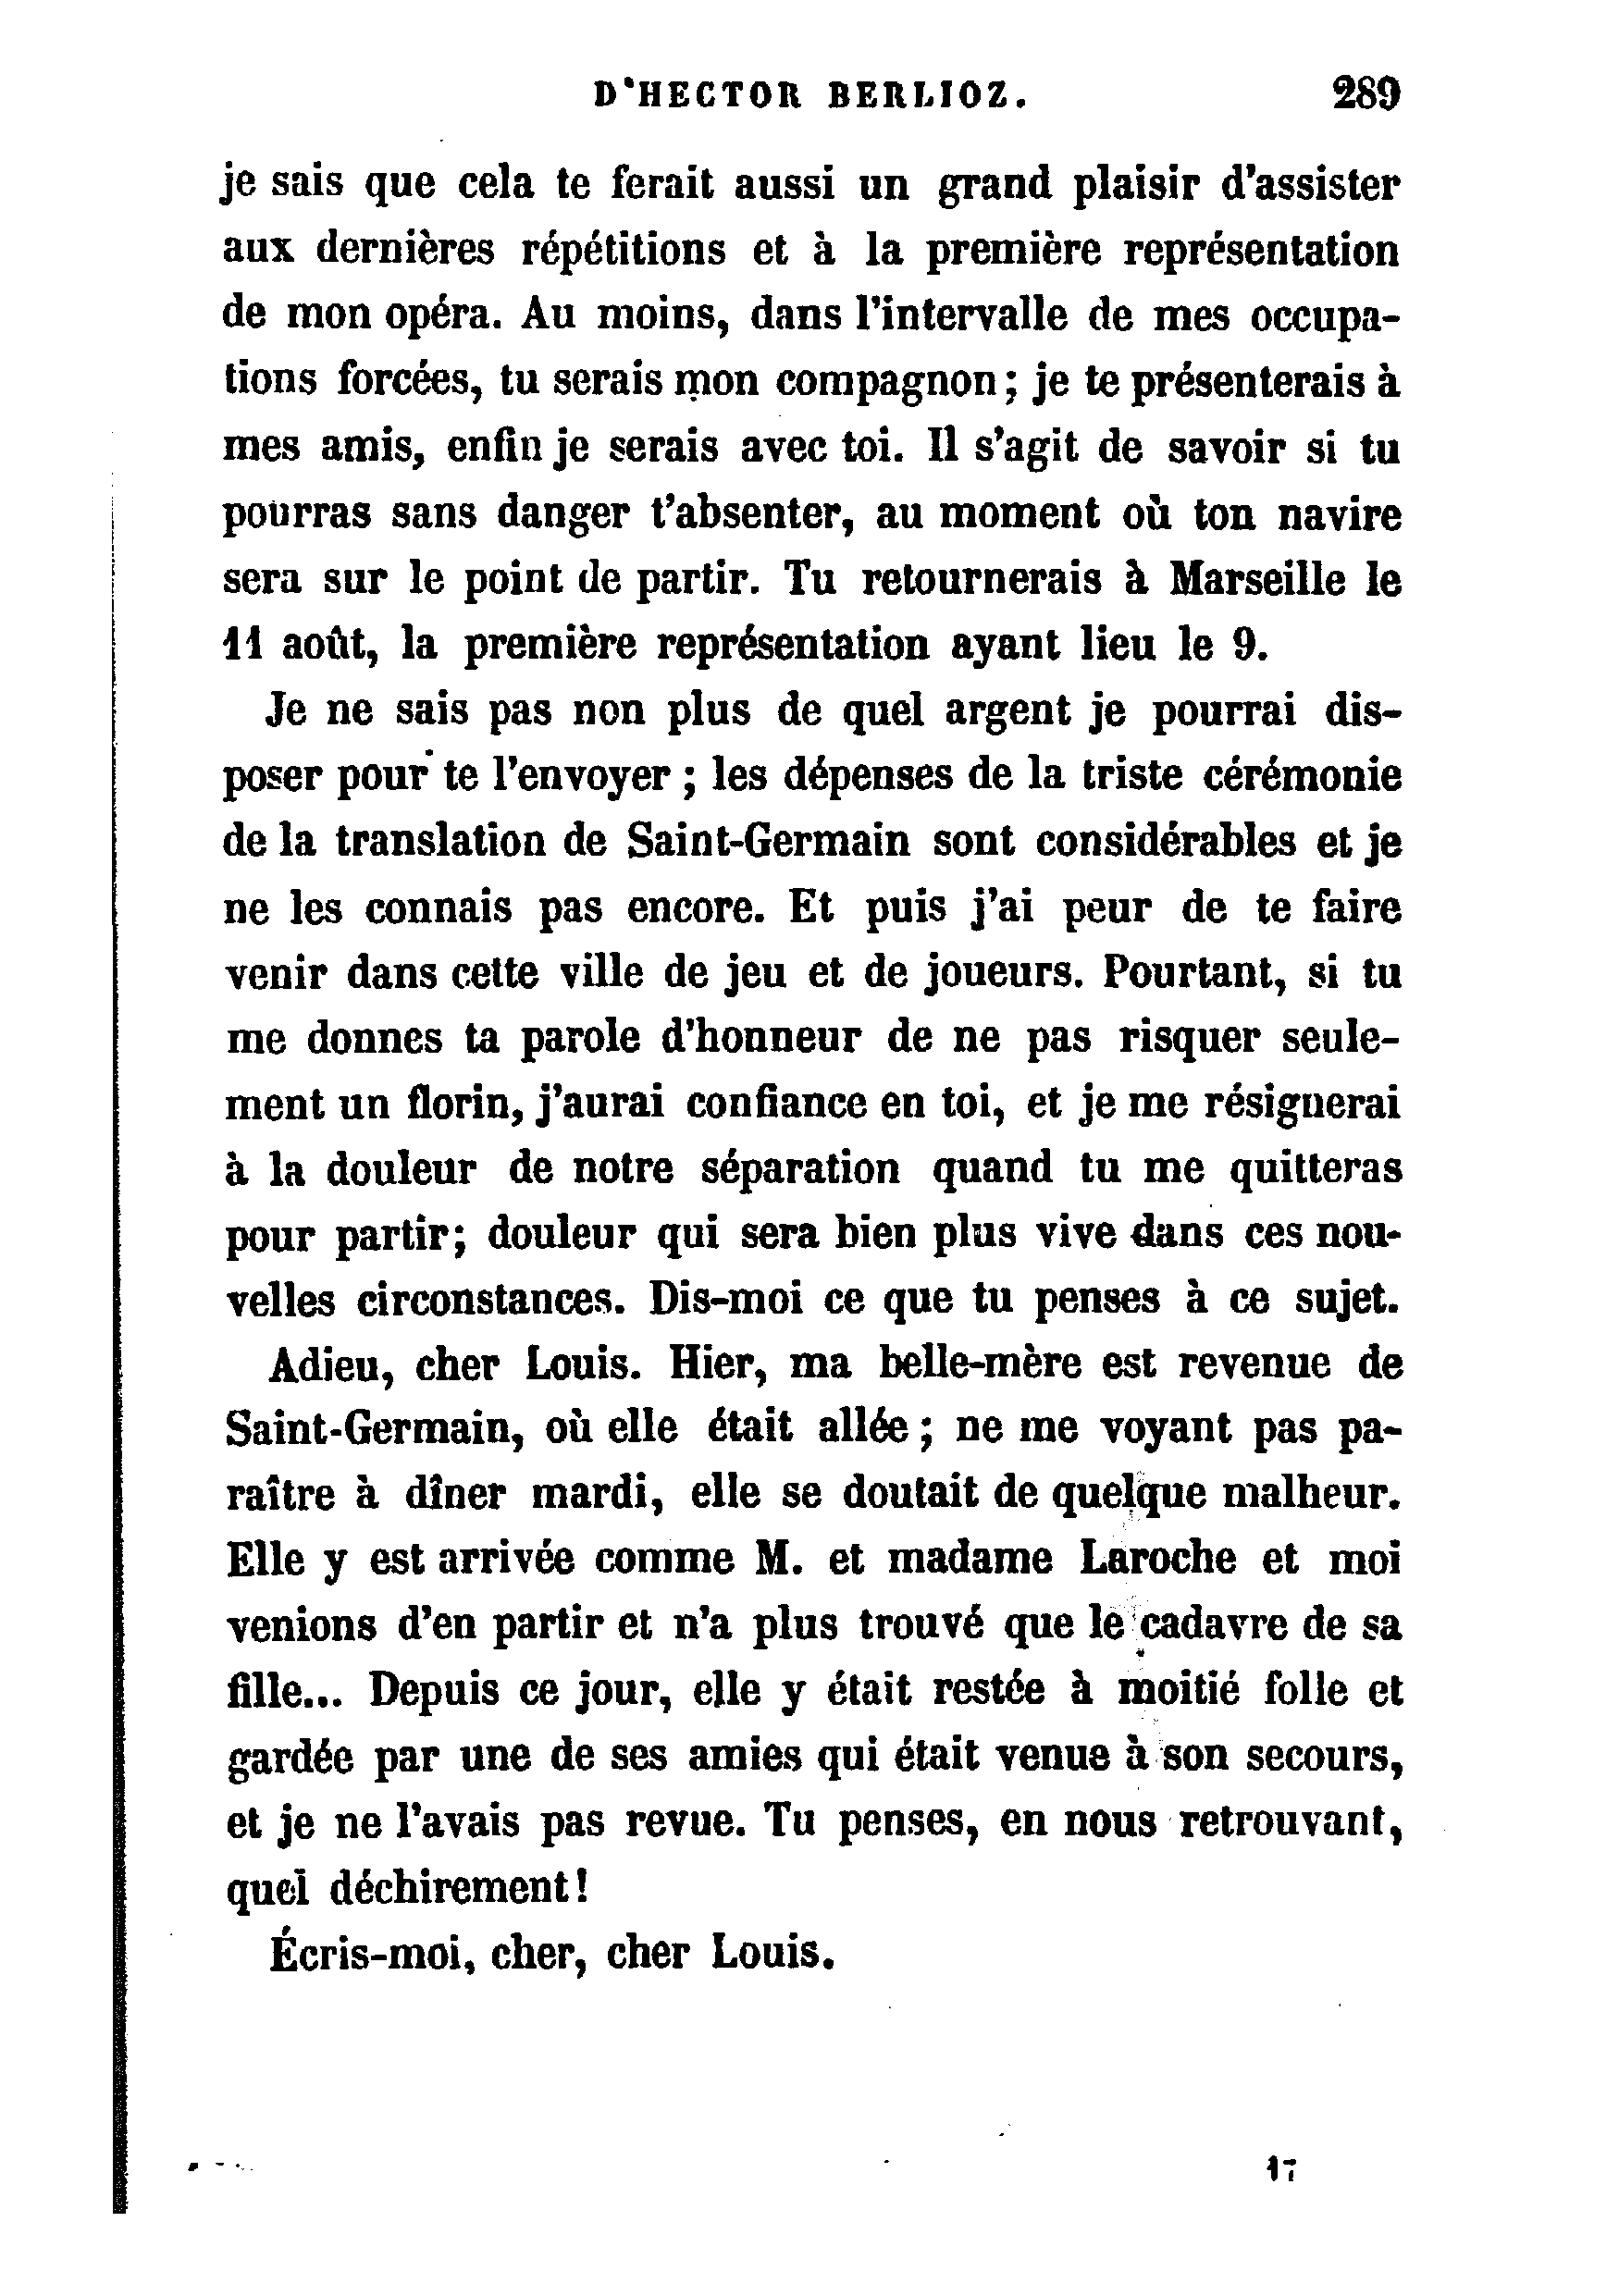 D'HECTOR BERLIOZ. 289
je sais que cela te ferait aussi un grand plaisir d'assister
aux dernières répétitions et à la première représentation
de mon opéra. Au moins, dans l'intervalle de mes occupa-
tions forcées, tu serais mon compagnon ; je te présenterais à
mes amis, enfin je serais avec toi. Il s'agit de savoir si tu
pourras sans danger t'absenter, au moment où ton navire
sera sur le point de partir. Tu retournerais à Marseille le
11 août, la première représentation ayant lieu le 9.
Je ne sais pas non plus de quel argent je pourrai dis-
poser pour te l'envoyer ; les dépenses de la triste cérémonie
de la translation de Saint-Germain sont considérables et je
ne les connais pas encore. Et puis j'ai peur de te faire
venir dans cette ville de jeu et de joueurs. Pourtant, si tu
me donnes ta parole d'honneur de ne pas risquer seule-
ment un florin, j'aurai confiance en toi, et je me résignerai
à la douleur de notre séparation quand tu me quitteras
pour partir; douleur qui sera bien plus vive dans ces nou-
velles circonstances. Dis-moi ce que tu penses à ce sujet.
Adieu, cher Louis. Hier, ma belle-mère est revenue de
Saint-Germain, où elle était allée ; ne me voyant pas pa-
raître à dîner mardi, elle se doutait de quelque malheur.
Elle y est arrivée comme M. et madame Laroche et moi
venions d'en partir et n'a plus trouvé que le cadavre de sa
fille... Depuis ce jour, elle y était restée à moitié folle et
gardée par une de ses amies qui était venue à son secours,
et je ne l'avais pas revue. Tu penses, en nous retrouvant,
quel déchirement!
Écris-moi, cher, cher Louis.
17